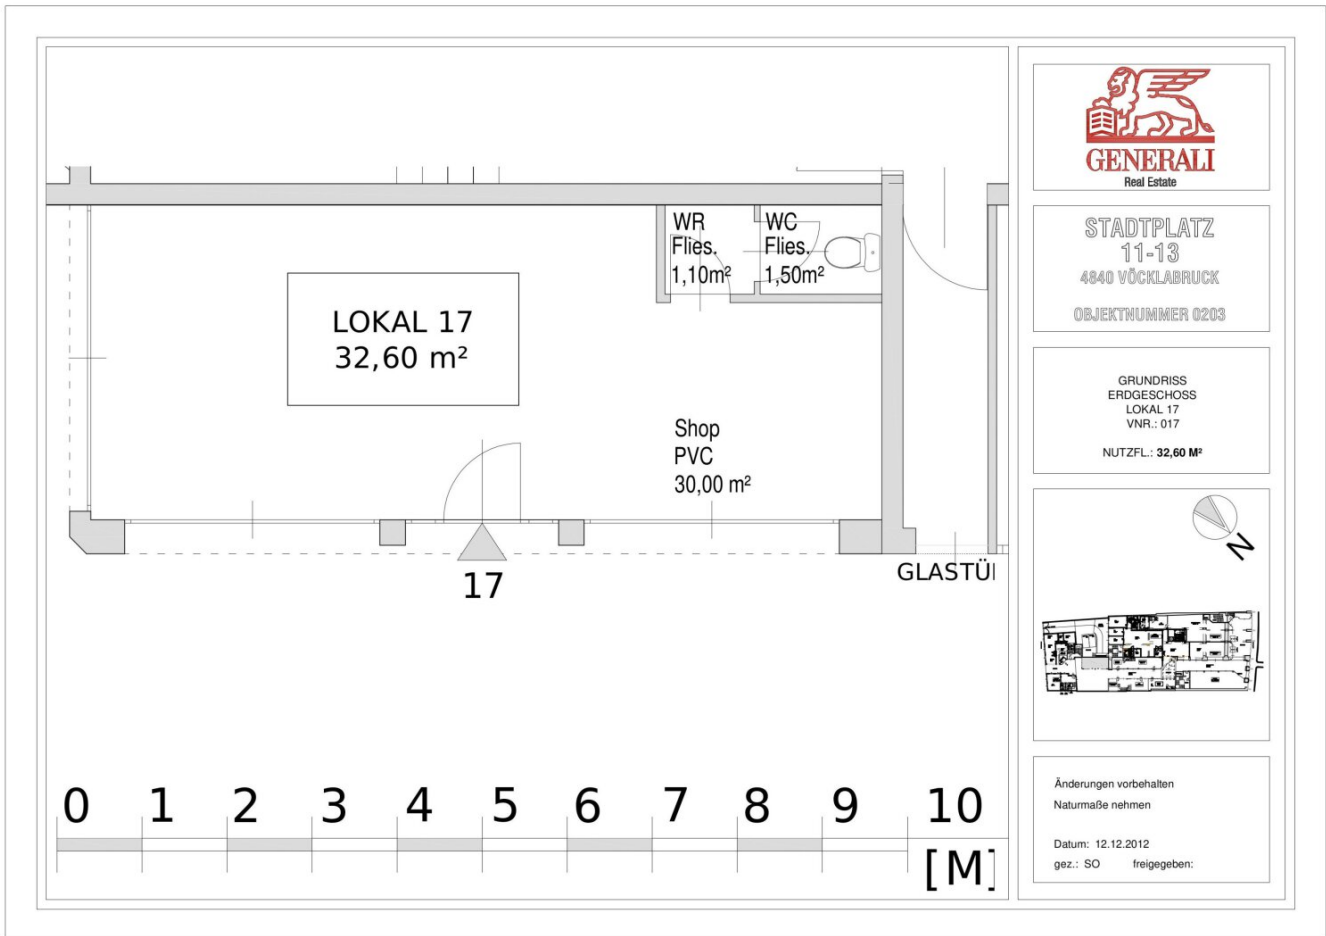 WR
Flies.
1,10m²
WC
Flies.
1,50m²
LOKAL 17
32,60 m²
Shop
PVC
30,00 m²
17
GLASTÜ
0 1 2 3 4 5 6 7 8 9 10
[M]
GENERALI
Real Estate
STADTPLATZ
11-13
4840 VÖCKLABRUCK
OBJEKTNUMMER 0203
GRUNDRISS
ERDGESCHOSS
LOKAL 17
VNR.: 017
NUTZFL.: 32,60 M²
N
Änderungen vorbehalten
Naturmaße nehmen
Datum: 12.12.2012
gez.: SO freigegeben: